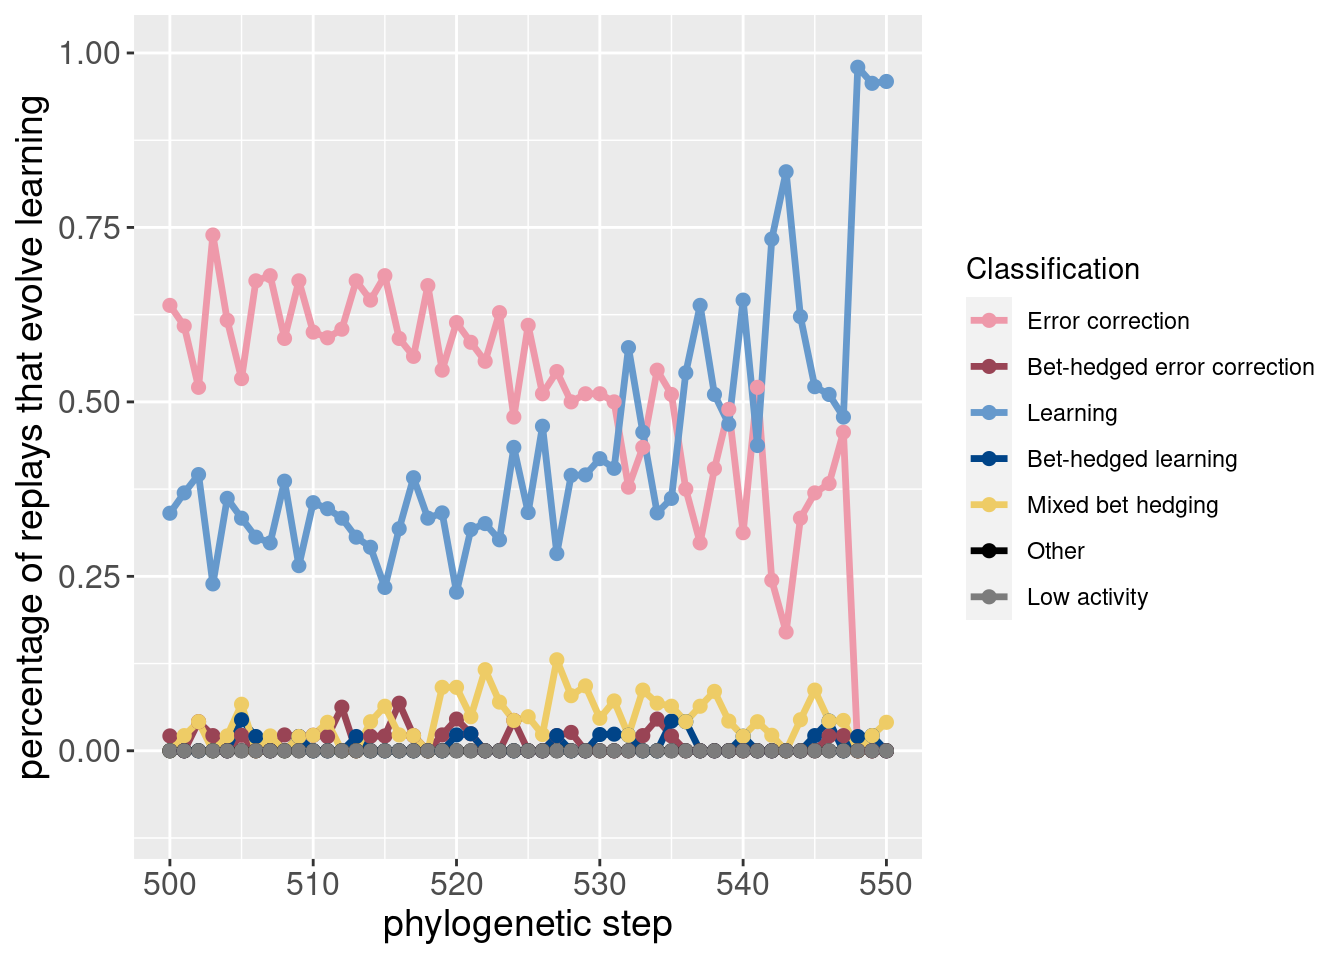 percentage of replays that evolve learning
1.00
0.75
0.50
0.25
0.00
500 510 520 530 540 550
phylogenetic step
Classification
Error correction
Bet-hedged error correction
Learning
Bet-hedged learning
Mixed bet hedging
Other
Low activity